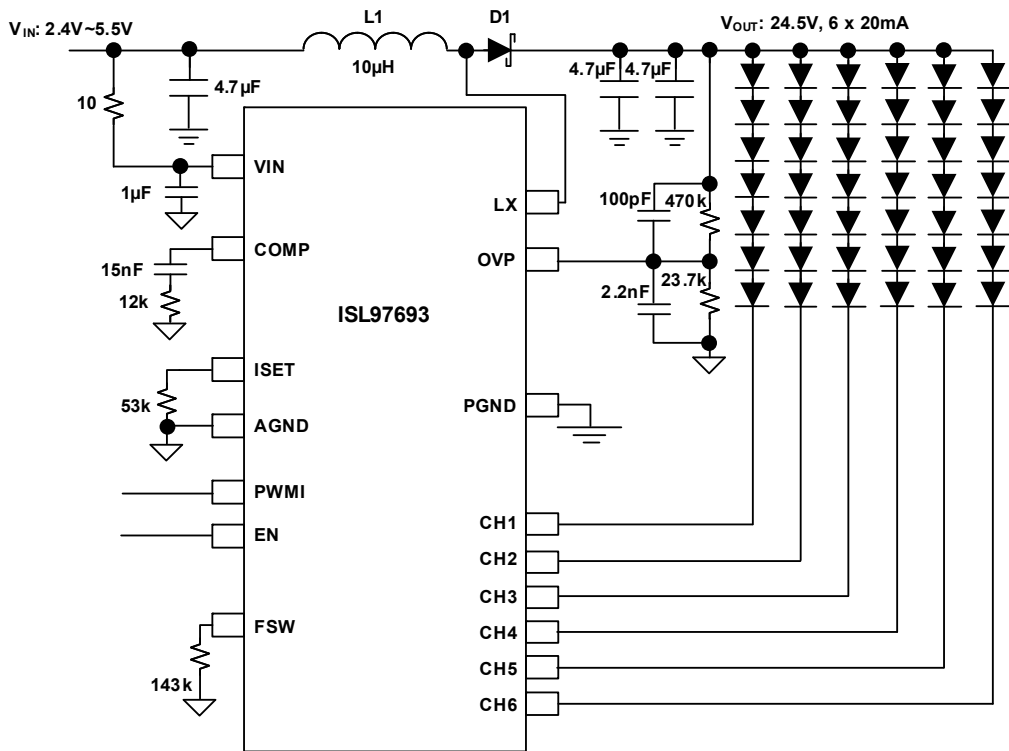 VIN: 2.4V~5.5V
L1
D1
VOUT: 24.5V, 6 x 20mA
10µH
4.7µF
4.7µF 4.7µF
10
VIN
1µF
LX
100pF 470k
COMP
OVP
15nF
23.7k
12k
2.2nF
ISL97693
ISET
53k
PGND
AGND
PWMI
EN
CH1
CH2
CH3
FSW
CH4
CH5
143k
CH6